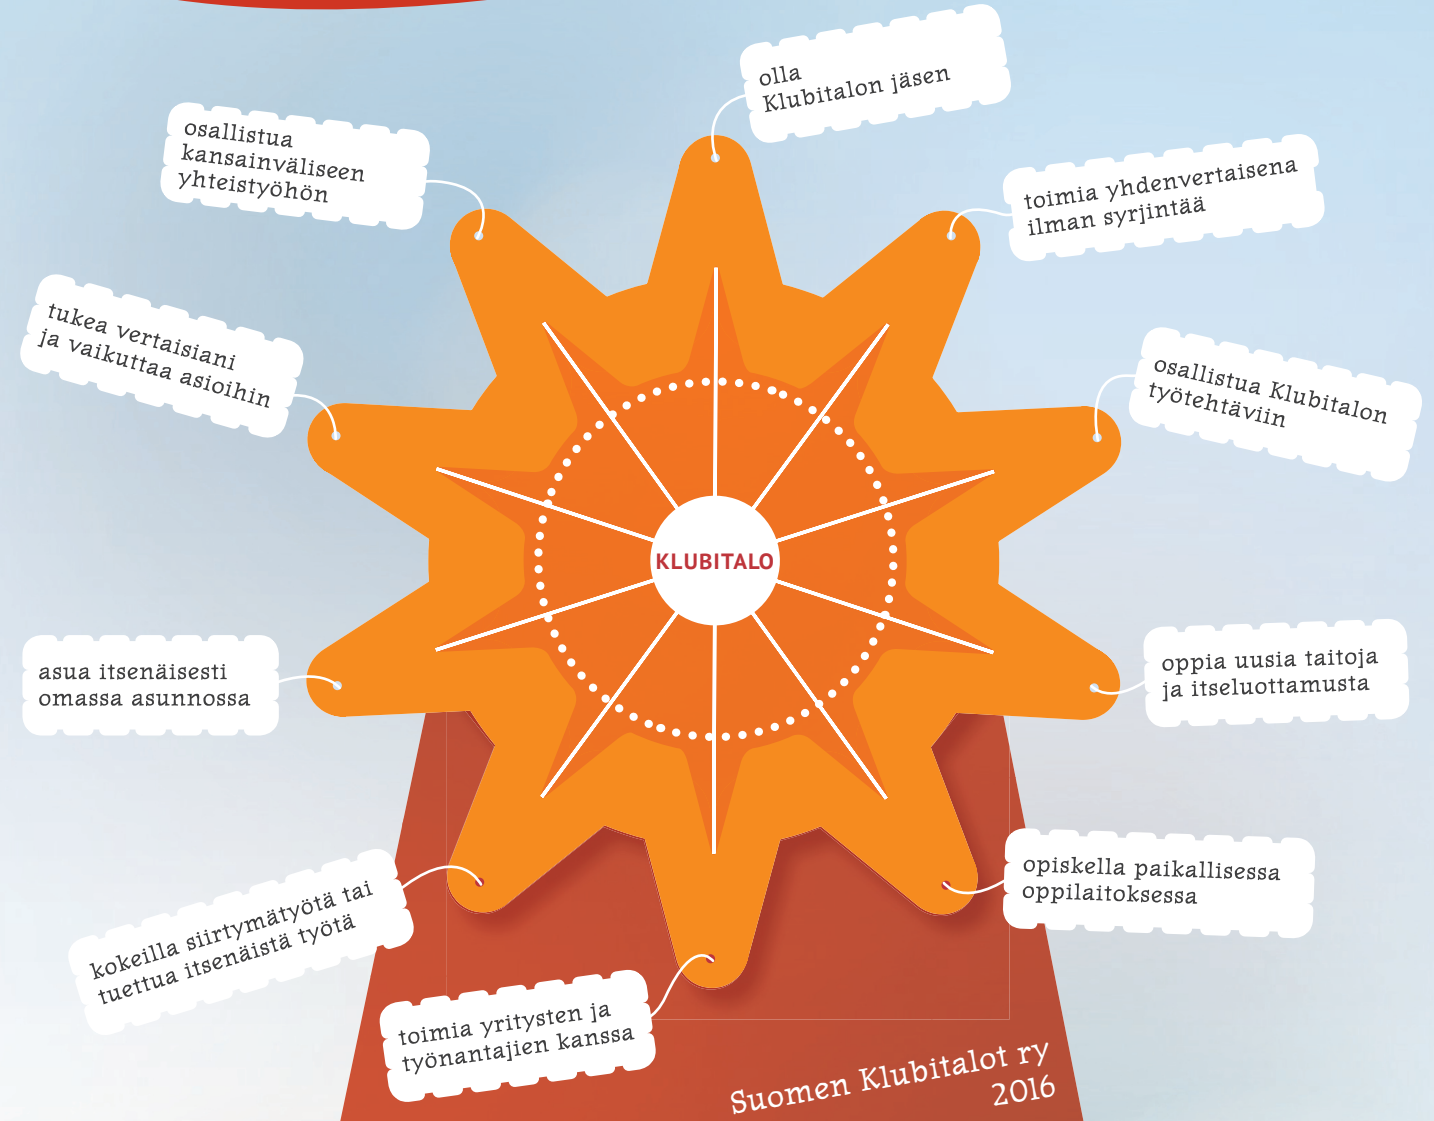 olla
Klubitalon jäsen
toimia yhdenvertaisena
ilman syrjintää
osallistua Klubitalon
työtehtäviin
oppia uusia taitoja
ja itseluottamusta
opiskella paikallisessa
oppilaitoksessa
toimia yritysten ja
työnantajien kanssa
kokeilla siirtymätyötä tai
tuettua itsenäistä työtä
asua itsenäisesti
omassa asunnossa
tukea vertaisiani
ja vaikuttaa asioihin
osallistua
kansainväliseen
yhteistyöhön
KLUBITALO
Suomen Klubitalot ry
2016